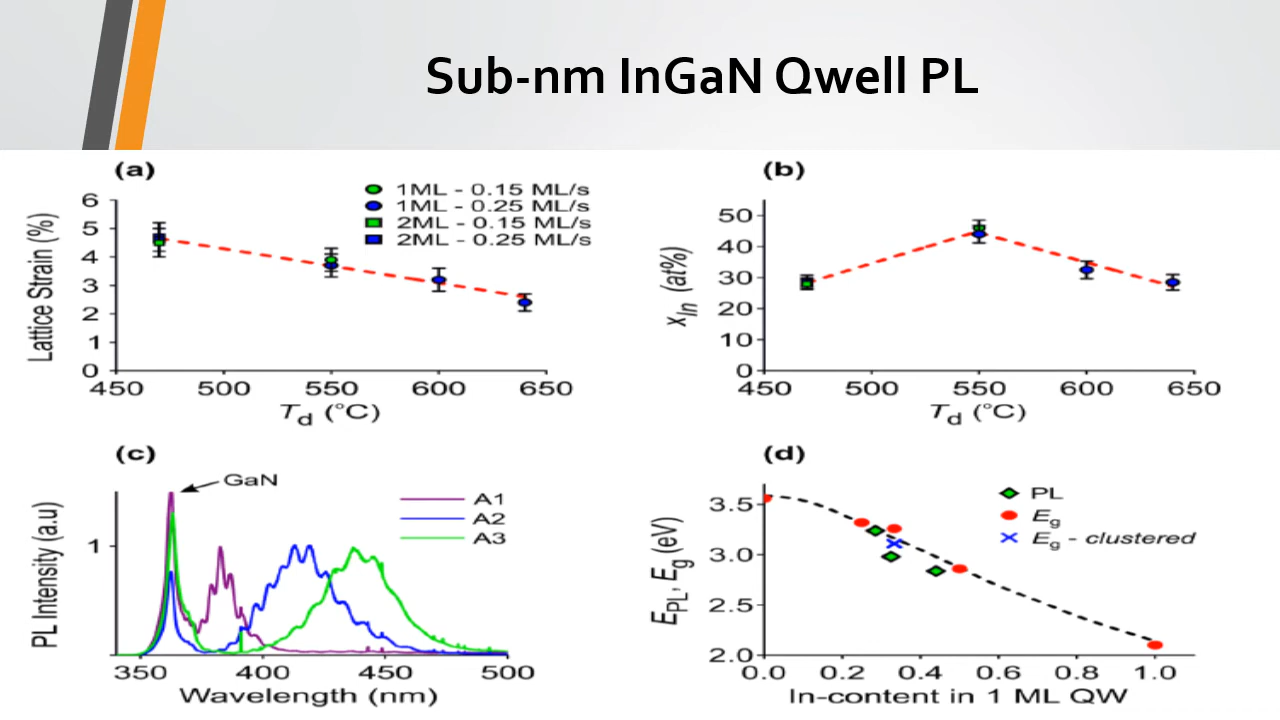 Sub-nm InGaN Qwell PL
(a)
1ML - 0.15 ML/s
1ML - 0.25 ML/s
2ML - 0.15 ML/s
2ML - 0.25 ML/s
Lattice Strain (%)
6
5
4
3
2
1
0
450 500 550 600 650
Td (°C)
(b)
xIn (at%)
50
40
30
20
10
0
450 500 550 600 650
Td (°C)
(c)
GaN
A1
A2
A3
PL Intensity (a.u)
1
350 400 450 500
Wavelength (nm)
(d)
PL
Eg
Eg - clustered
EPL, Eg (eV)
3.5
3.0
2.5
2.0
0.0 0.2 0.4 0.6 0.8 1.0
In-content in 1 ML QW